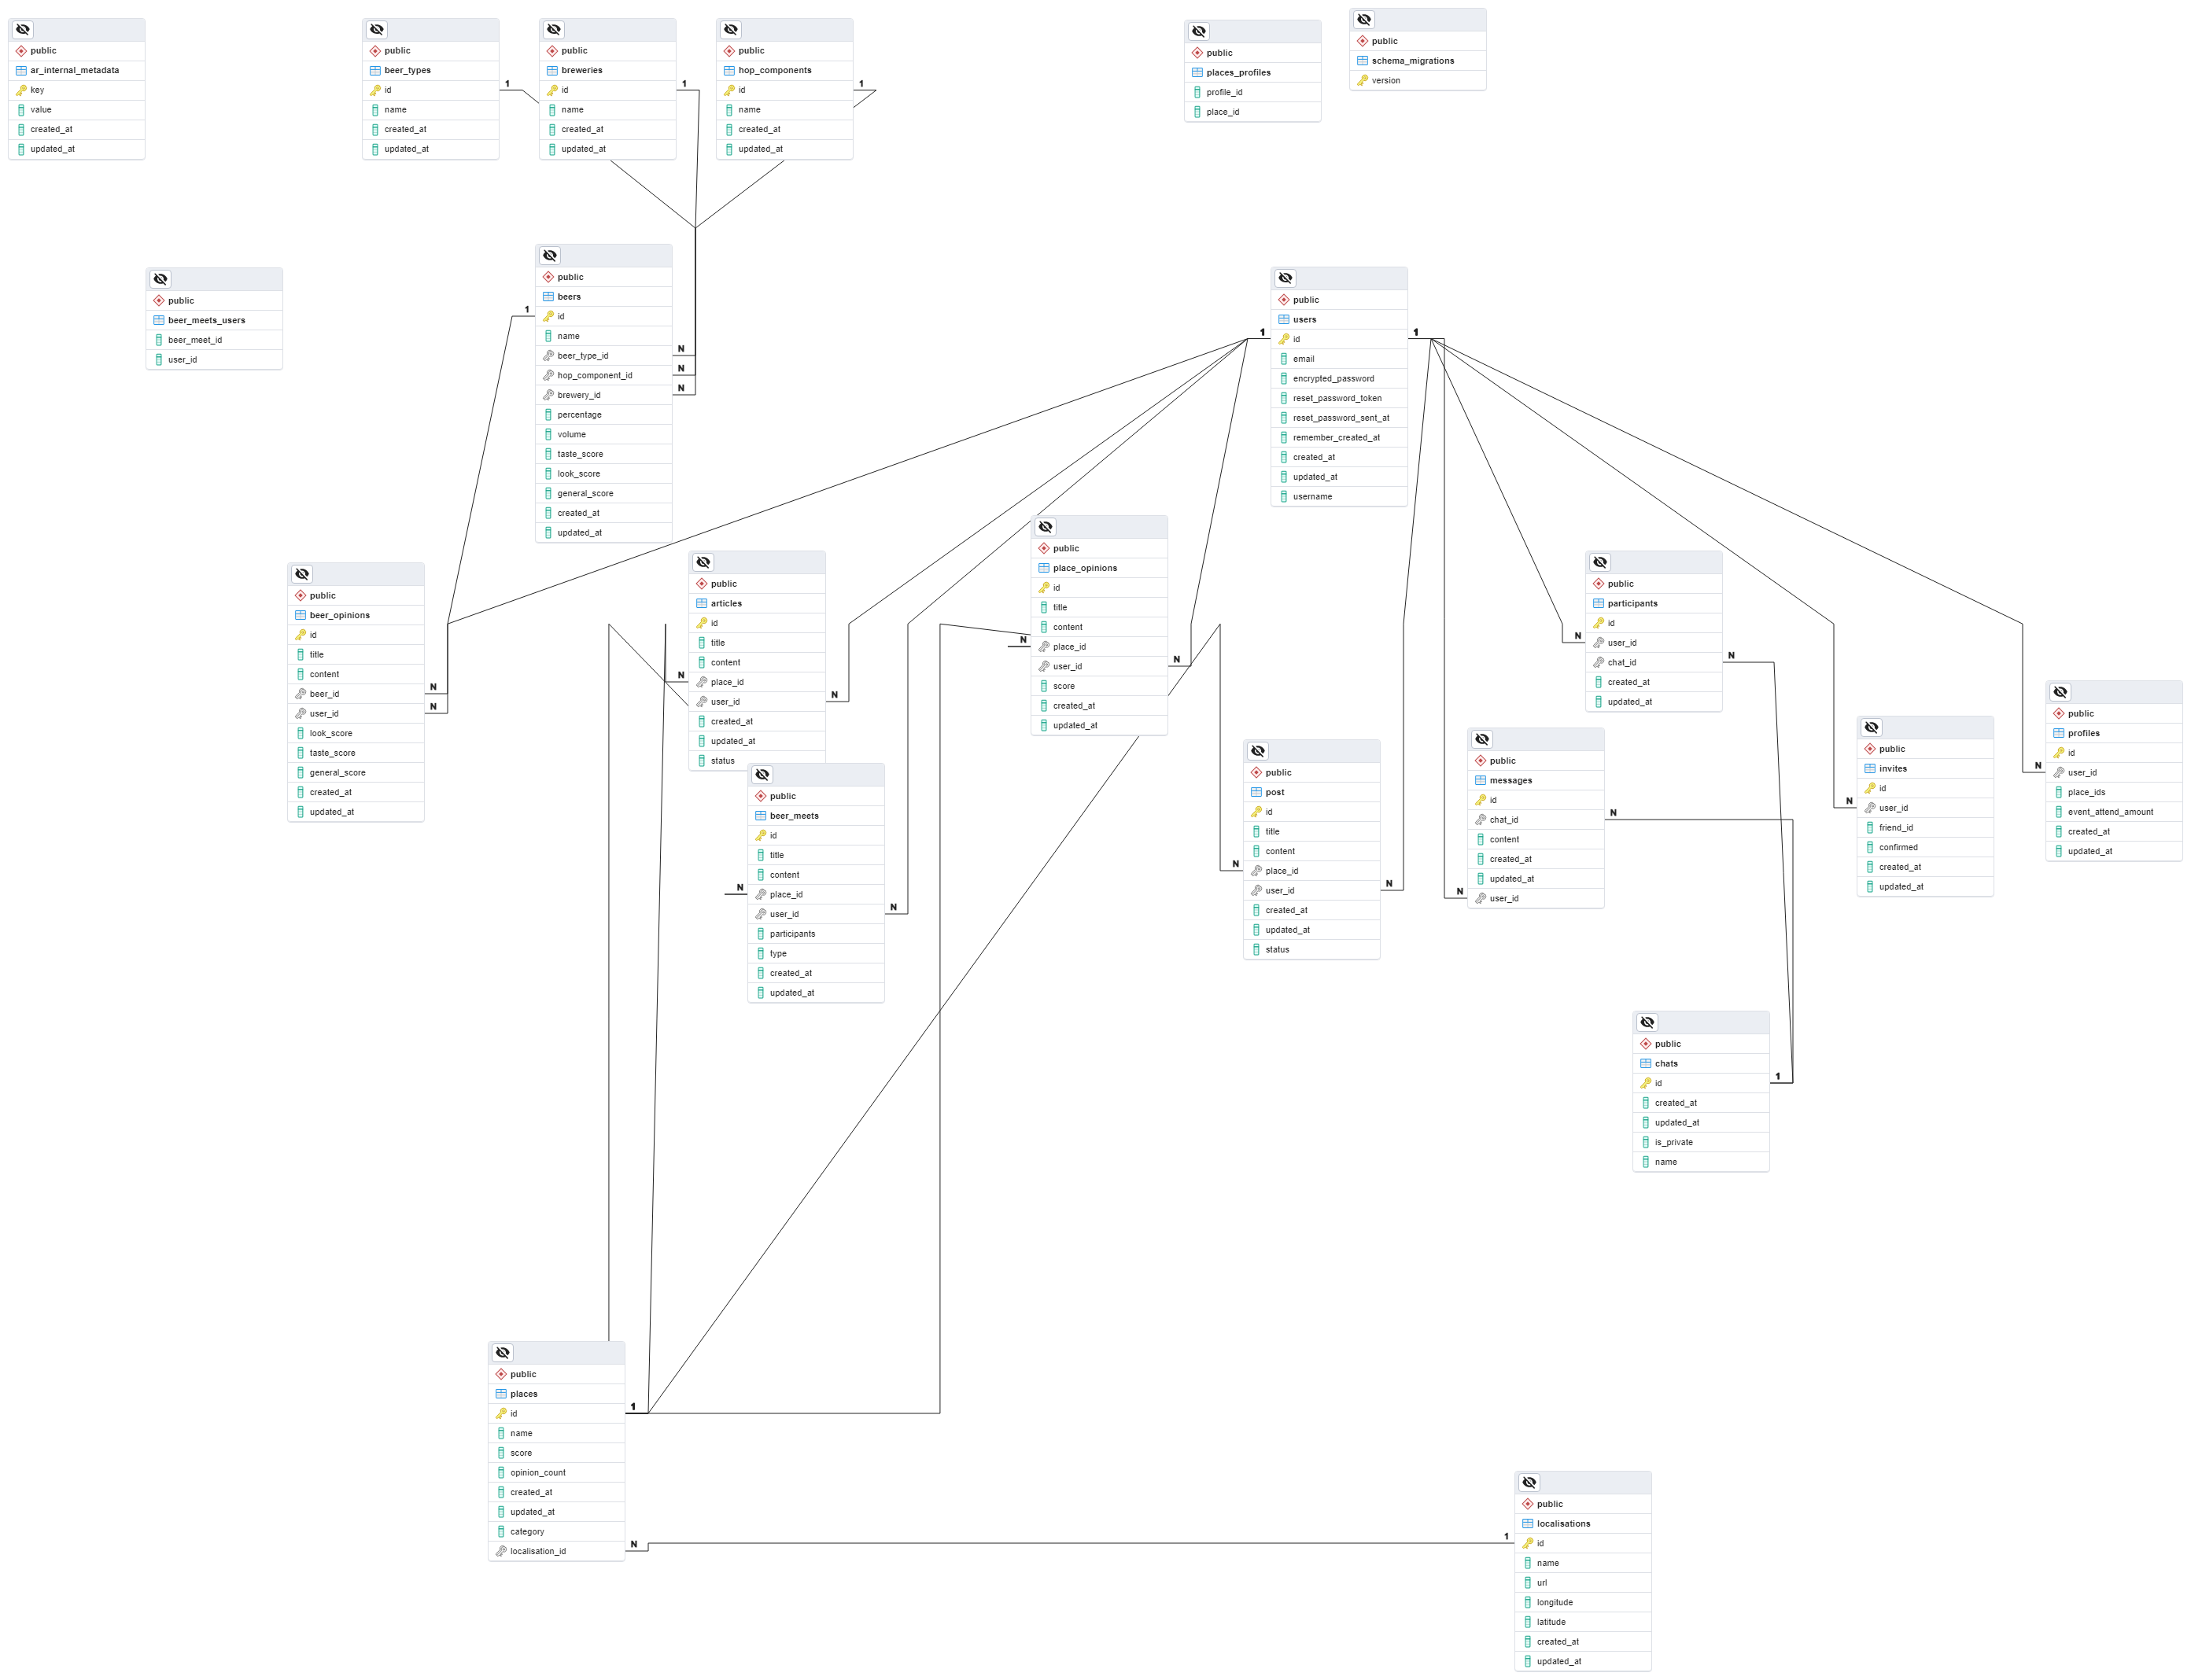 public
ar_internal_metadata
key
value
created_at
updated_at
public
beer_types
id
name
created_at
updated_at
1
public
breweries
id
name
created_at
updated_at
1
public
hop_components
id
name
created_at
updated_at
1
public
places_profiles
profile_id
place_id
public
schema_migrations
version
public
beer_meets_users
beer_meet_id
user_id
public
beers
1
id
name
beer_type_id
N
hop_component_id
N
brewery_id
N
percentage
volume
taste_score
look_score
general_score
created_at
updated_at
public
users
1
id
1
email
encrypted_password
reset_password_token
reset_password_sent_at
remember_created_at
created_at
updated_at
username
public
beer_opinions
id
title
content
beer_id
N
user_id
N
look_score
taste_score
general_score
created_at
updated_at
public
articles
id
title
content
N
place_id
user_id
N
created_at
updated_at
status
public
place_opinions
id
title
content
N
place_id
user_id
N
score
created_at
updated_at
public
participants
id
N
user_id
chat_id
N
created_at
updated_at
public
beer_meets
id
title
content
N
place_id
user_id
N
participants
type
created_at
updated_at
public
post
id
title
content
N
place_id
user_id
N
created_at
updated_at
status
public
messages
id
chat_id
N
content
created_at
updated_at
N
user_id
public
invites
id
N
user_id
friend_id
confirmed
created_at
updated_at
public
profiles
id
N
user_id
place_ids
event_attend_amount
created_at
updated_at
public
chats
id
1
created_at
updated_at
is_private
name
public
places
id
1
name
score
opinion_count
created_at
updated_at
category
localisation_id
N
public
localisations
1
id
name
url
longitude
latitude
created_at
updated_at